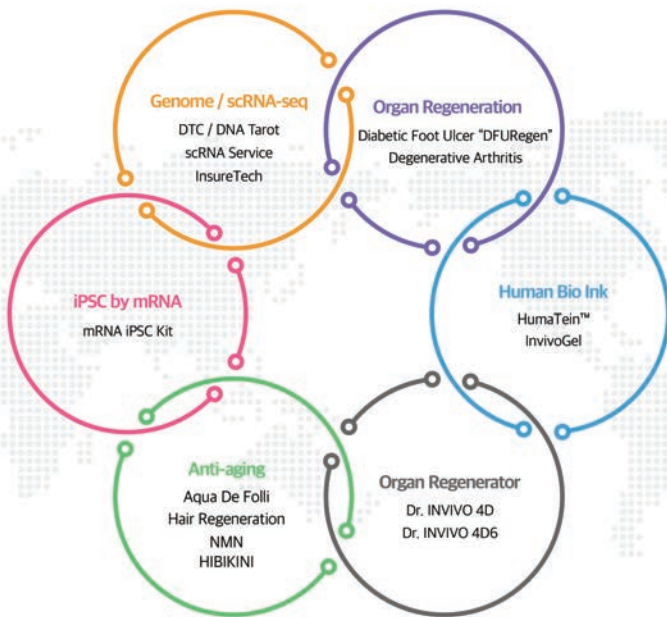 Genome / scRNA-seq
DTC / DNA Tarot
scRNA Service
InsureTech
Organ Regeneration
Diabetic Foot Ulcer “DFURegen”
Degenerative Arthritis
iPSC by mRNA
mRNA iPSC Kit
Human Bio Ink
HumaTein™
InvivoGel
Anti-aging
Aqua De Folli
Hair Regeneration
NMN
HIBIKINI
Organ Regenerator
Dr. INVIVO 4D
Dr. INVIVO 4D6